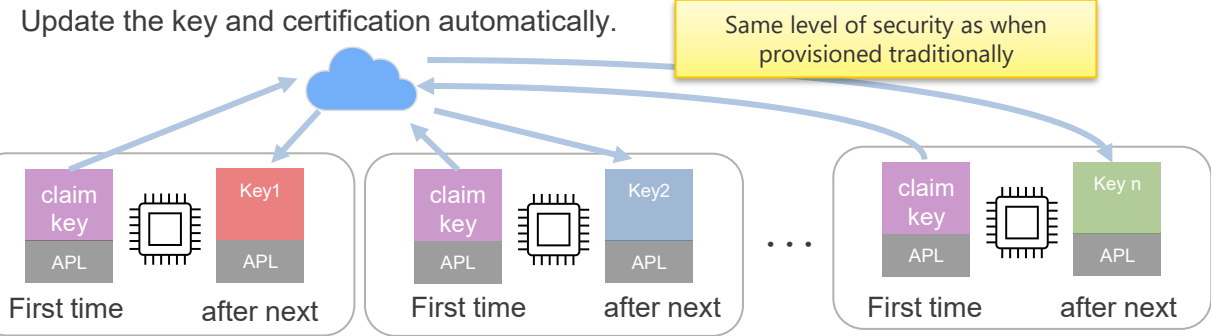 Update the key and certification automatically.
Same level of security as when
provisioned traditionally
claim
key
APL
First time
Key1
APL
after next
claim
key
APL
First time
Key2
APL
after next
...
claim
key
APL
First time
Key n
APL
after next